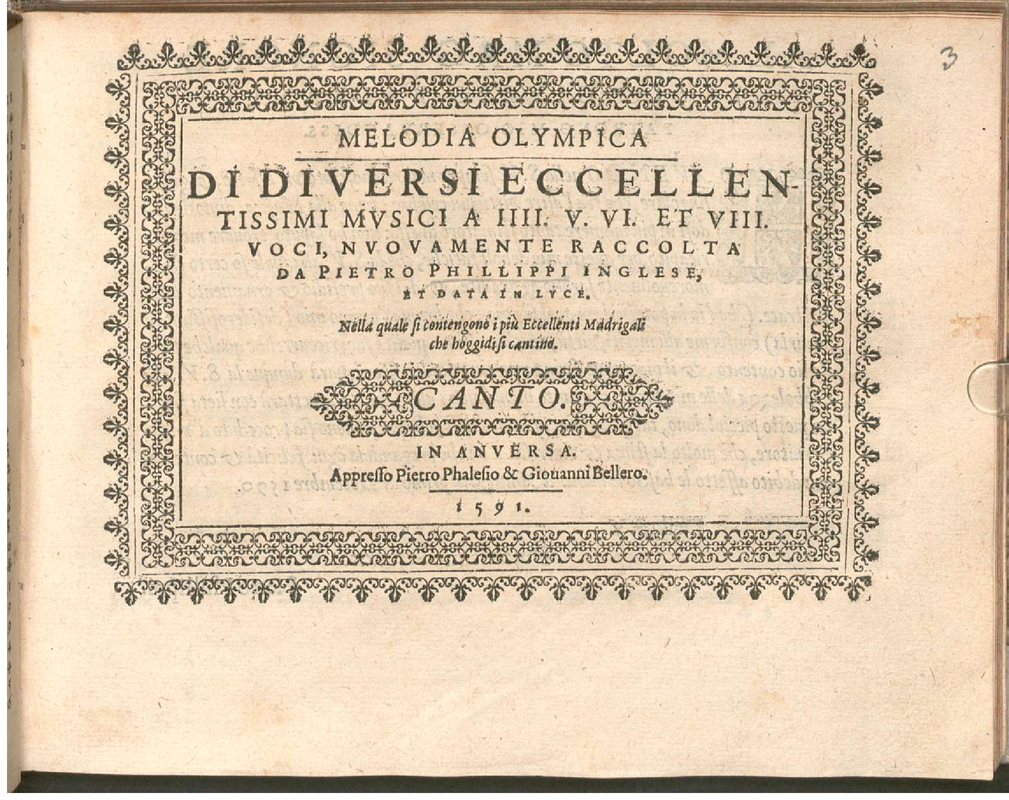 3
MELODIA OLYMPICA
DI DIVERSI ECCELLEN-
TISSIMI MVSICI A IIII. V. VI. ET VIII.
VOCI, NVOVAMENTE RACCOLTA
DA PIETRO PHILLIPPI INGLESE,
ET DATA IN LVCE.
Nella quale si contengono i più Eccellenti Madrigali
che hoggidi si cantino.
CANTO.
IN ANVERSA.
Appresso Pietro Phalesio & Giouanni Bellero.
1591.